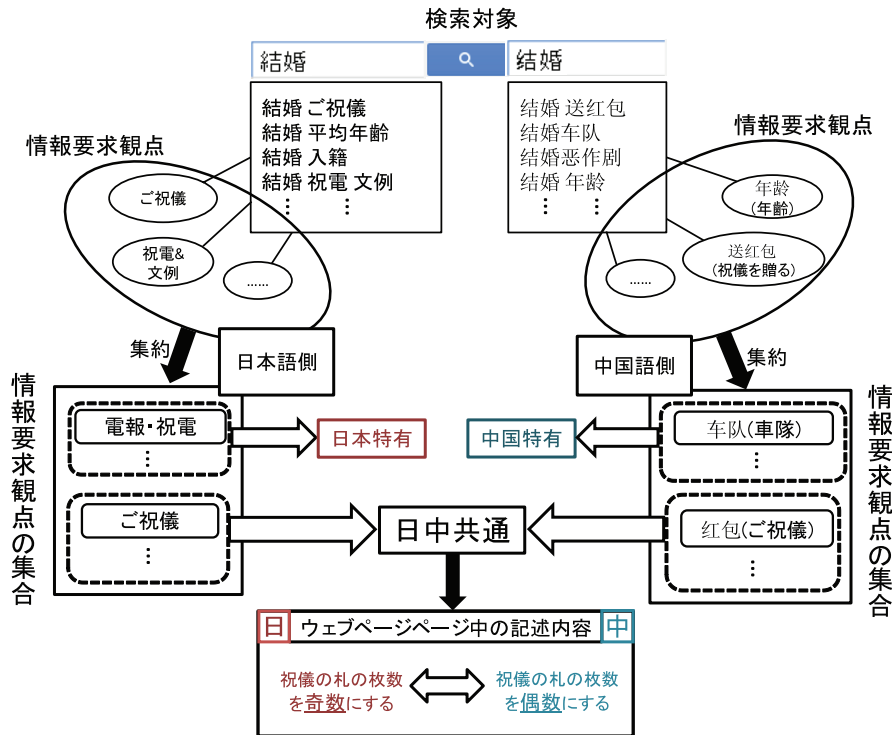 検索対象
結婚
结婚
結婚 ご祝儀
結婚 平均年齢
結婚 入籍
結婚 祝電 文例
⋮ ⋮
结婚 送红包
结婚车队
结婚恶作剧
结婚 年龄
⋮ ⋮
情報要求観点
ご祝儀
祝電&
文例
......
情報要求観点
年龄
(年齢)
送红包
(祝儀を贈る)
......
集約
日本語側
中国語側
集約
情報要求観点の集合
電報・祝電
⋮
ご祝儀
⋮
日本特有
中国特有
日中共通
车队(車隊)
⋮
红包(ご祝儀)
⋮
情報要求観点の集合
日 ウェブページページ中の記述内容 中
祝儀の札の枚数
を奇数にする
祝儀の札の枚数
を偶数にする